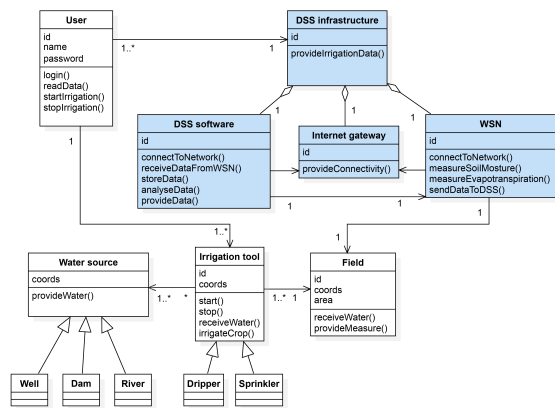 User
id
name
password
login()
readData()
startIrrigation()
stopIrrigation()
1..*
1
DSS infrastructure
id
provideIrrigationData()
1
1
1
DSS software
id
connectToNetwork()
receiveDataFromWSN()
storeData()
analyseData()
provideData()
Internet gateway
id
provideConnectivity()
WSN
id
connectToNetwork()
measureSoilMosture()
measureEvapotranspiration()
sendDataToDSS()
1
1
1
1
1
1..*
Water source
coords
provideWater()
1..*
*
Irrigation tool
id
coords
start()
stop()
receiveWater()
irrigateCrop()
1..*
1
Field
id
coords
area
receiveWater()
provideMeasure()
Well
Dam
River
Dripper
Sprinkler